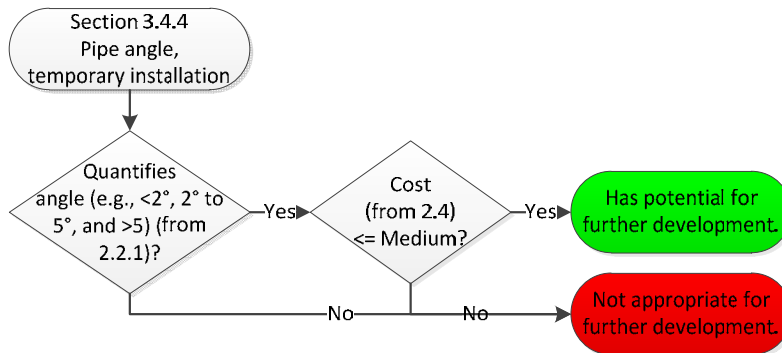 Section 3.4.4
Pipe angle,
temporary installation
Quantifies
angle (e.g., <2°, 2° to
5°, and >5) (from
2.2.1)?
Yes
Cost
(from 2.4)
<= Medium?
Yes
Has potential for
further development.
No
No
Not appropriate for
further development.